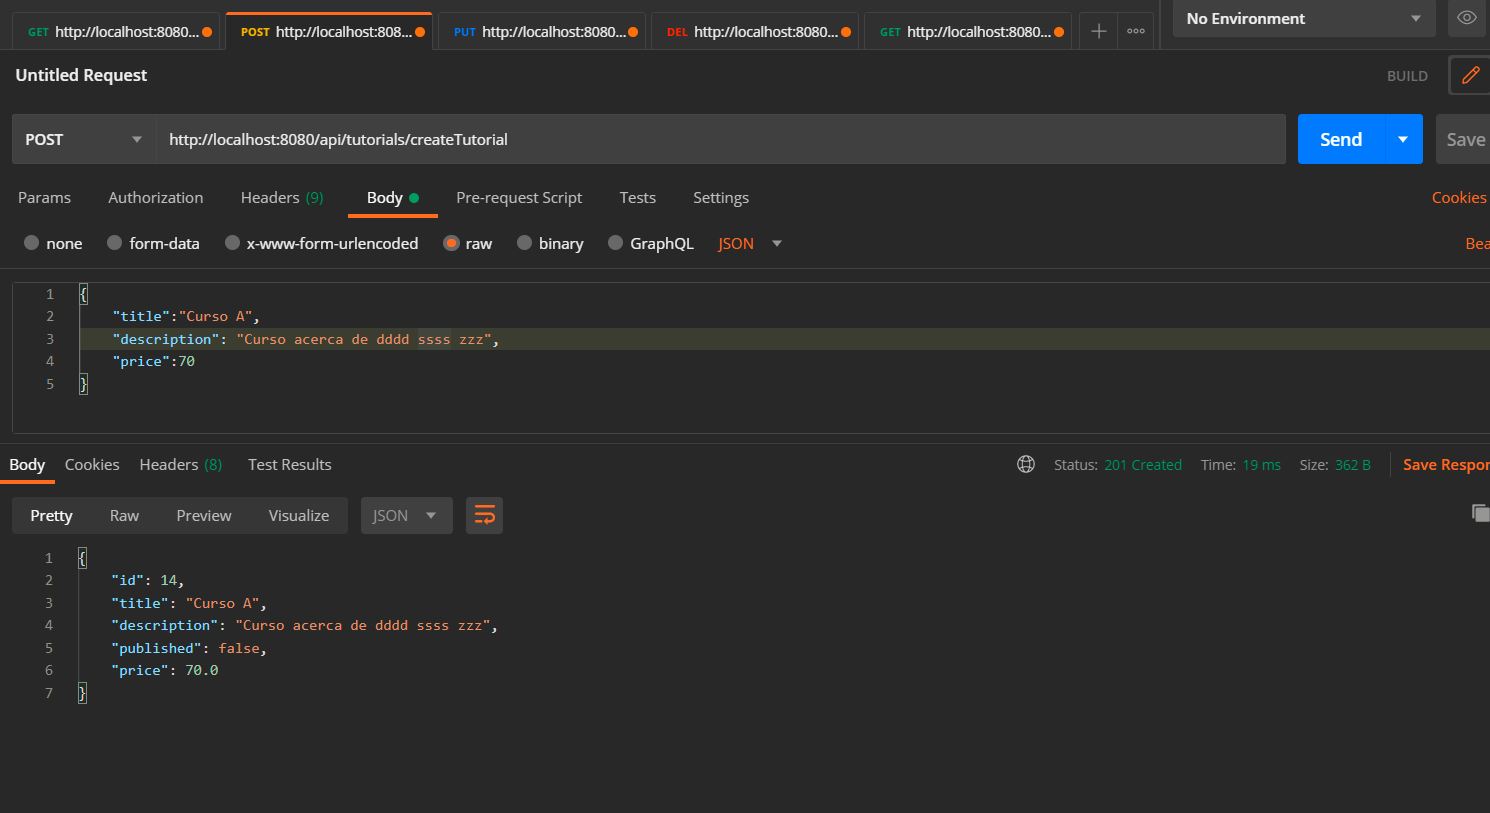 GET http://localhost:8080... POST http://localhost:808... PUT http://localhost:8080... DEL http://localhost:8080... GET http://localhost:8080... No Environment
Untitled Request BUILD
POST http://localhost:8080/api/tutorials/createTutorial Send Save
Params Authorization Headers (9) Body Pre-request Script Tests Settings Cookies
none form-data x-www-form-urlencoded raw binary GraphQL JSON Bea
1 {
2 "title":"Curso A",
3 "description": "Curso acerca de dddd ssss zzz",
4 "price":70
5 }
Body Cookies Headers (8) Test Results Status: 201 Created Time: 19 ms Size: 362 B Save Respon
Pretty Raw Preview Visualize JSON
1 {
2 "id": 14,
3 "title": "Curso A",
4 "description": "Curso acerca de dddd ssss zzz",
5 "published": false,
6 "price": 70.0
7 }